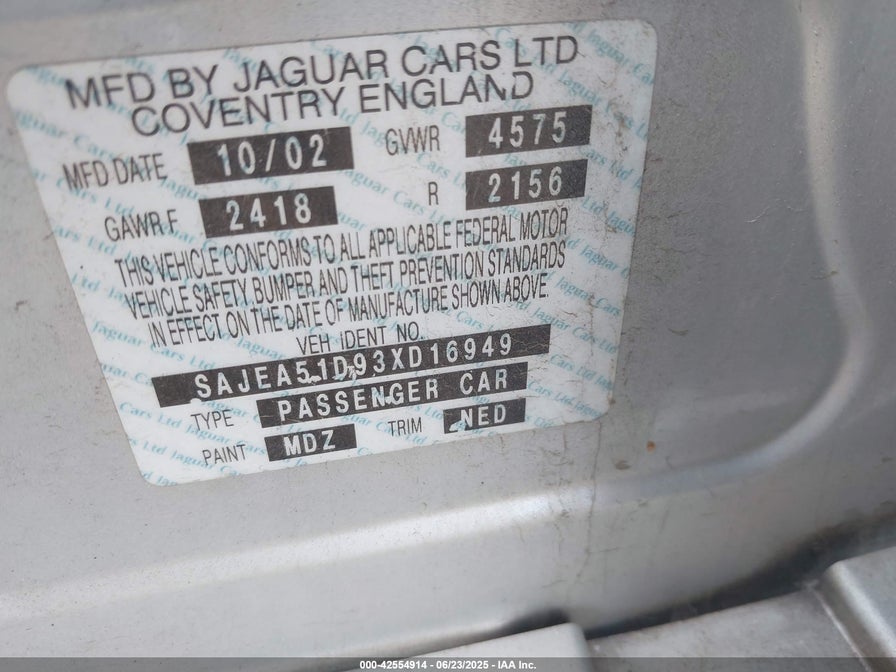 MFD BY JAGUAR CARS LTD
COVENTRY ENGLAND
MFD DATE 10/02 GVWR 4575
GAWR F 2418 R 2156
THIS VEHICLE CONFORMS TO ALL APPLICABLE FEDERAL MOTOR
VEHICLE SAFETY, BUMPER AND THEFT PREVENTION STANDARDS
IN EFFECT ON THE DATE OF MANUFACTURE SHOWN ABOVE.
VEH IDENT NO.
SAJEA51D93XD16949
TYPE PASSENGER CAR
PAINT MDZ TRIM NED
000-42554914 - 06/23/2025 - IAA Inc.